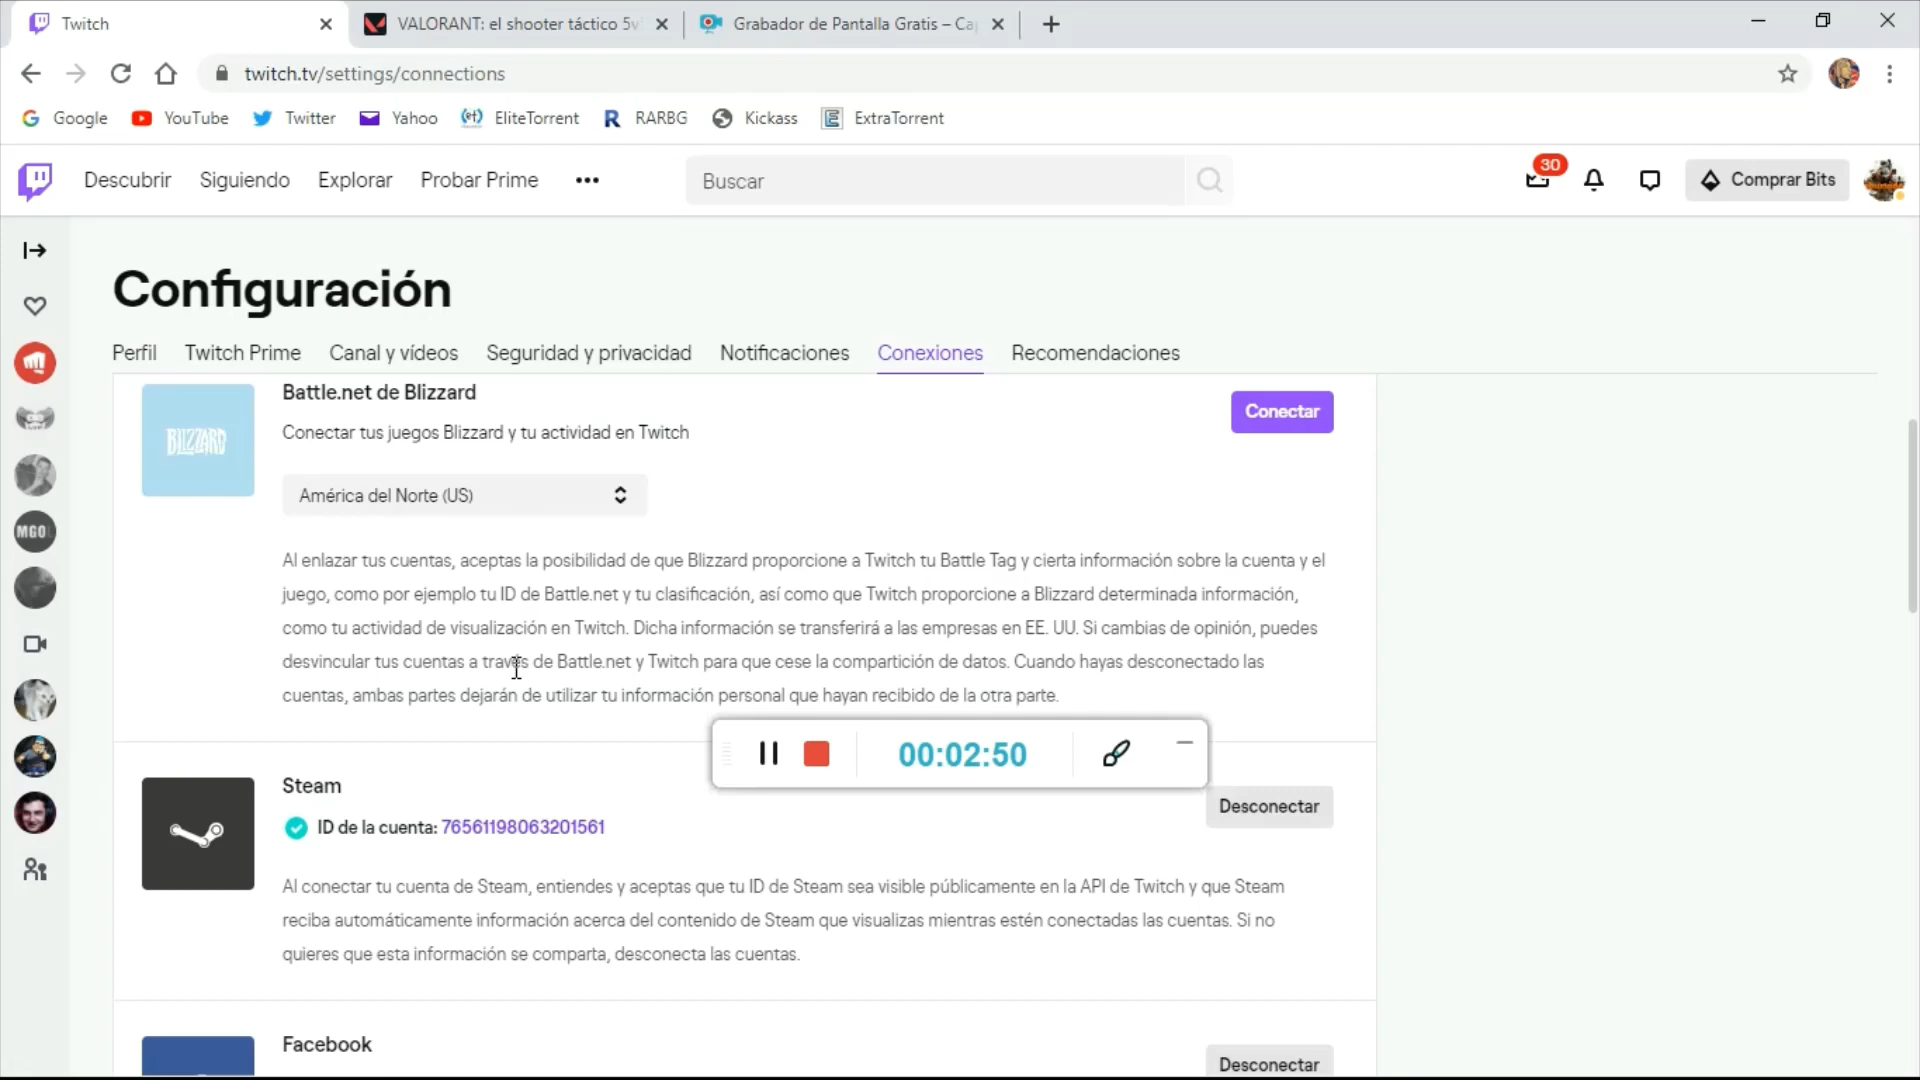 Twitch
VALORANT: el shooter táctico 5v
Grabador de Pantalla Gratis – Ca
twitch.tv/settings/connections
Google
YouTube
Twitter
Yahoo
EliteTorrent
RARBG
Kickass
ExtraTorrent
Descubrir
Siguiendo
Explorar
Probar Prime
Buscar
30
Comprar Bits
Configuración
Perfil
Twitch Prime
Canal y vídeos
Seguridad y privacidad
Notificaciones
Conexiones
Recomendaciones
BLIZZARD
Battle.net de Blizzard
Conectar
Conectar tus juegos Blizzard y tu actividad en Twitch
América del Norte (US)
MGO
Al enlazar tus cuentas, aceptas la posibilidad de que Blizzard proporcione a Twitch tu Battle Tag y cierta información sobre la cuenta y el
juego, como por ejemplo tu ID de Battle.net y tu clasificación, así como que Twitch proporcione a Blizzard determinada información,
como tu actividad de visualización en Twitch. Dicha información se transferirá a las empresas en EE. UU. Si cambias de opinión, puedes
desvincular tus cuentas a través de Battle.net y Twitch para que cese la compartición de datos. Cuando hayas desconectado las
cuentas, ambas partes dejarán de utilizar tu información personal que hayan recibido de la otra parte.
00:02:50
Steam
Desconectar
ID de la cuenta: 76561198063201561
Al conectar tu cuenta de Steam, entiendes y aceptas que tu ID de Steam sea visible públicamente en la API de Twitch y que Steam
reciba automáticamente información acerca del contenido de Steam que visualizas mientras estén conectadas las cuentas. Si no
quieres que esta información se comparta, desconecta las cuentas.
Facebook
Desconectar